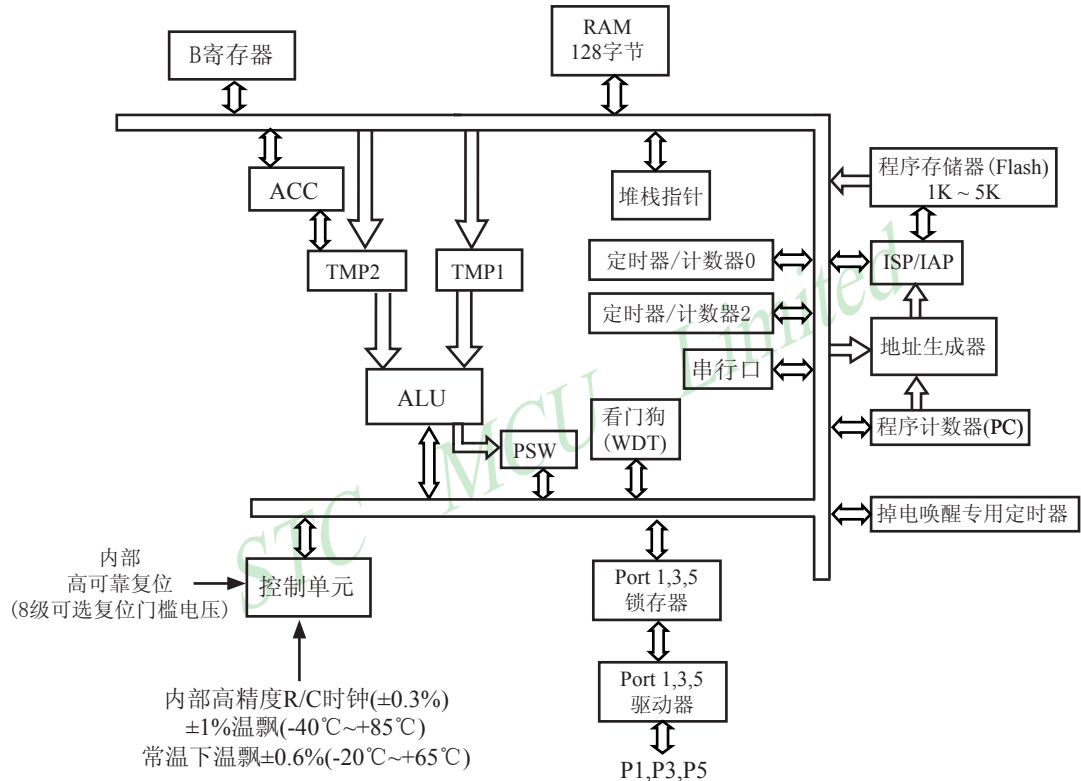 B寄存器
RAM
128字节
ACC
堆栈指针
程序存储器(Flash)
1K ~ 5K
TMP2
TMP1
定时器/计数器0
ISP/IAP
定时器/计数器2
地址生成器
串行口
ALU
看门狗
(WDT)
PSW
程序计数器(PC)
掉电唤醒专用定时器
内部
高可靠复位
(8级可选复位门槛电压)
控制单元
Port 1,3,5
锁存器
内部高精度R/C时钟(±0.3%)
±1%温飘(-40℃~+85℃)
常温下温飘±0.6%(-20℃~+65℃)
Port 1,3,5
驱动器
P1,P3,P5
STC MCU Limited